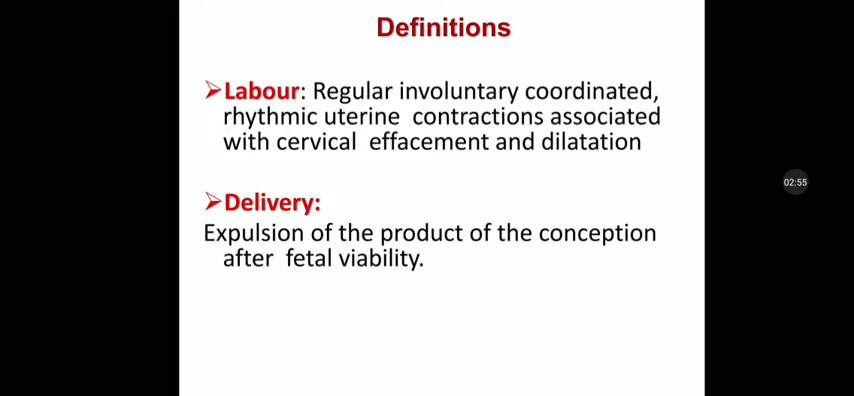 Definitions
➢Labour: Regular involuntary coordinated,
rhythmic uterine contractions associated
with cervical effacement and dilatation
02:55
➢Delivery:
Expulsion of the product of the conception
after fetal viability.